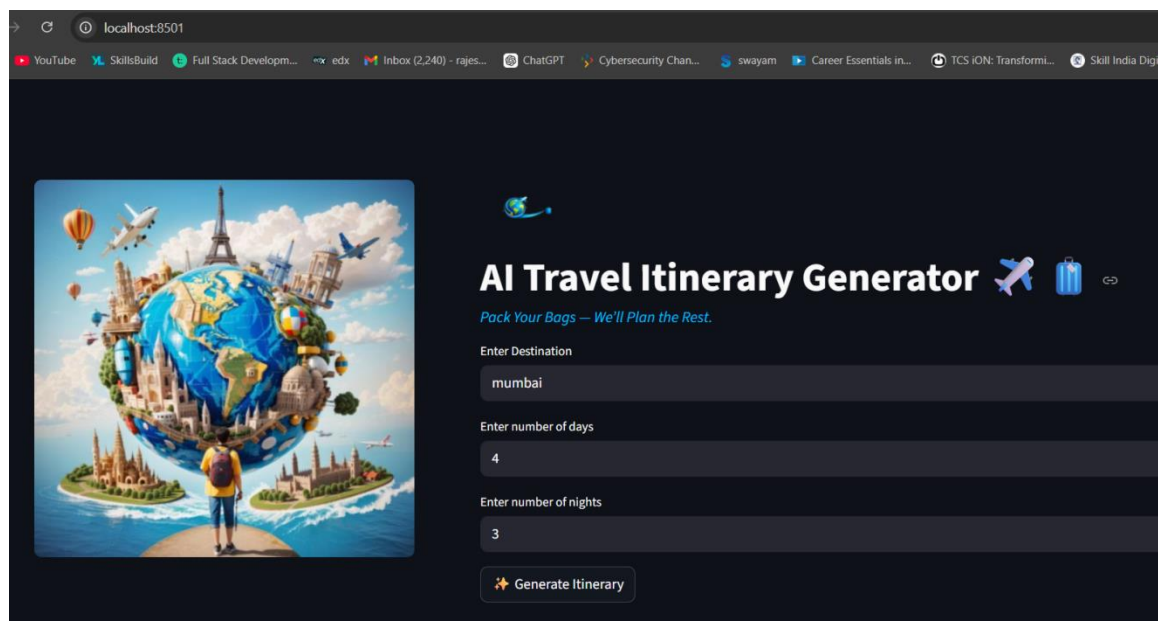 localhost:8501
YouTube SkillsBuild Full Stack Developm... edx Inbox (2,240) - rajes... ChatGPT Cybersecurity Chan... swayam Career Essentials in... TCS iON: Transformi... Skill India Digi
AI Travel Itinerary Generator
Pack Your Bags — We'll Plan the Rest.
Enter Destination
mumbai
Enter number of days
4
Enter number of nights
3
✨ Generate Itinerary